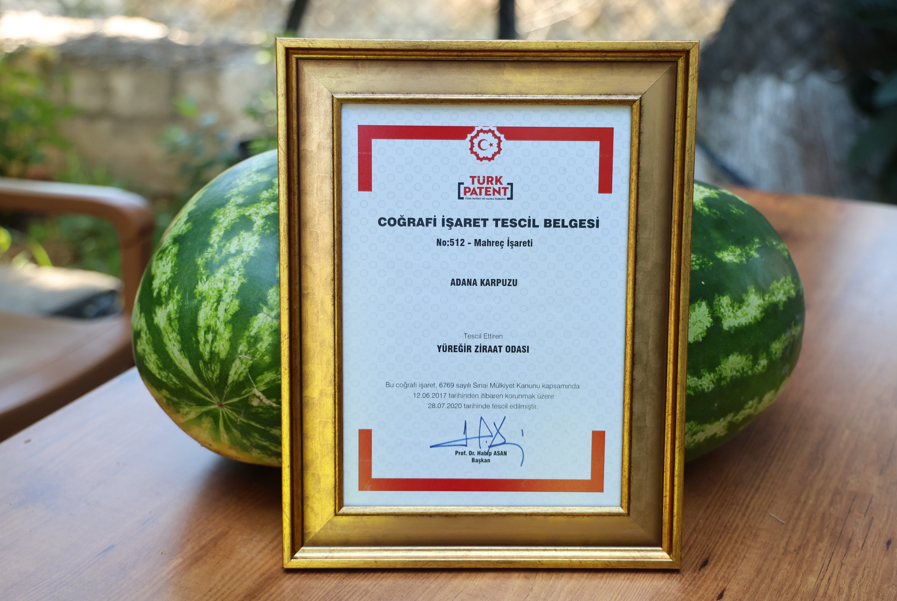 TÜRK
PATENT
COĞRAFİ İŞARET TESCİL BELGESİ
No:512 - Mahreç İşareti
ADANA KARPUZU
Tescil Ettiren
YÜREĞİR ZİRAAT ODASI
Bu coğrafi işaret, 6769 sayılı Sınai Mülkiyet Kanunu kapsamında
12.06.2017 tarihinden itibaren korunmak üzere
28.07.2020 tarihinde tescil edilmiştir.
Prof. Dr. Habip ASAN
Başkan